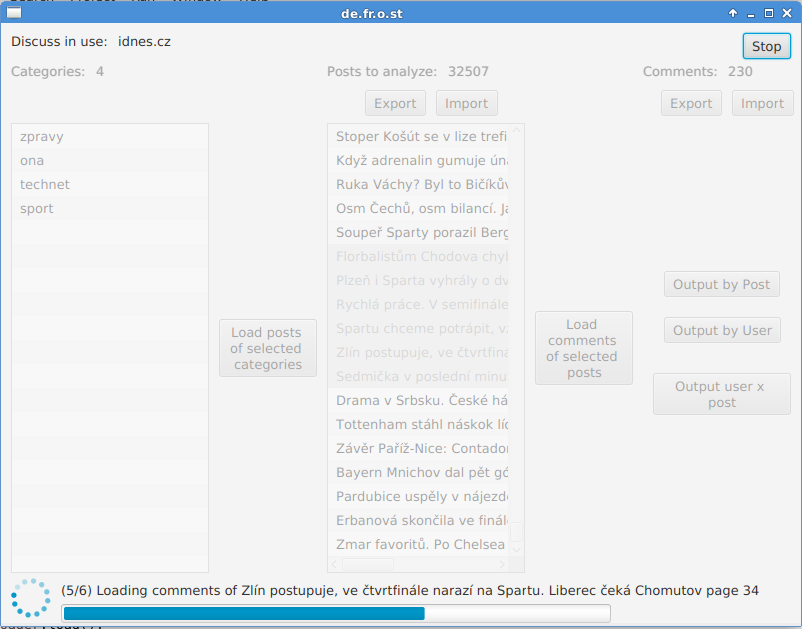 de.fr.o.st
Discuss in use: idnes.cz
Stop
Categories: 4
Posts to analyze: 32507
Comments: 230
Export Import
Export Import
zpravy
ona
technet
sport
Load posts
of selected
categories
Stoper Košút se v lize trefi
Když adrenalin gumuje ún
Ruka Váchy? Byl to Bičíkův
Osm Čechů, osm bilancí. Ja
Soupeř Sparty porazil Berg
Florbalistům Chodova chyb
Plzeň i Sparta vyhrály o dv
Rychlá práce. V semifinále
Spartu chceme potrápit, v
Zlín postupuje, ve čtvrtfina
Sedmička v poslední minu
Drama v Srbsku. České há
Tottenham stáhl náskok líd
Závěr Paříž-Nice: Contador
Bayern Mnichov dal pět gó
Pardubice uspěly v nájezd
Erbanová skončila ve finál
Zmar favoritů. Po Chelsea
Load
comments
of selected
posts
Output by Post
Output by User
Output user x
post
(5/6) Loading comments of Zlín postupuje, ve čtvrtfinále narazí na Spartu. Liberec čeká Chomutov page 34